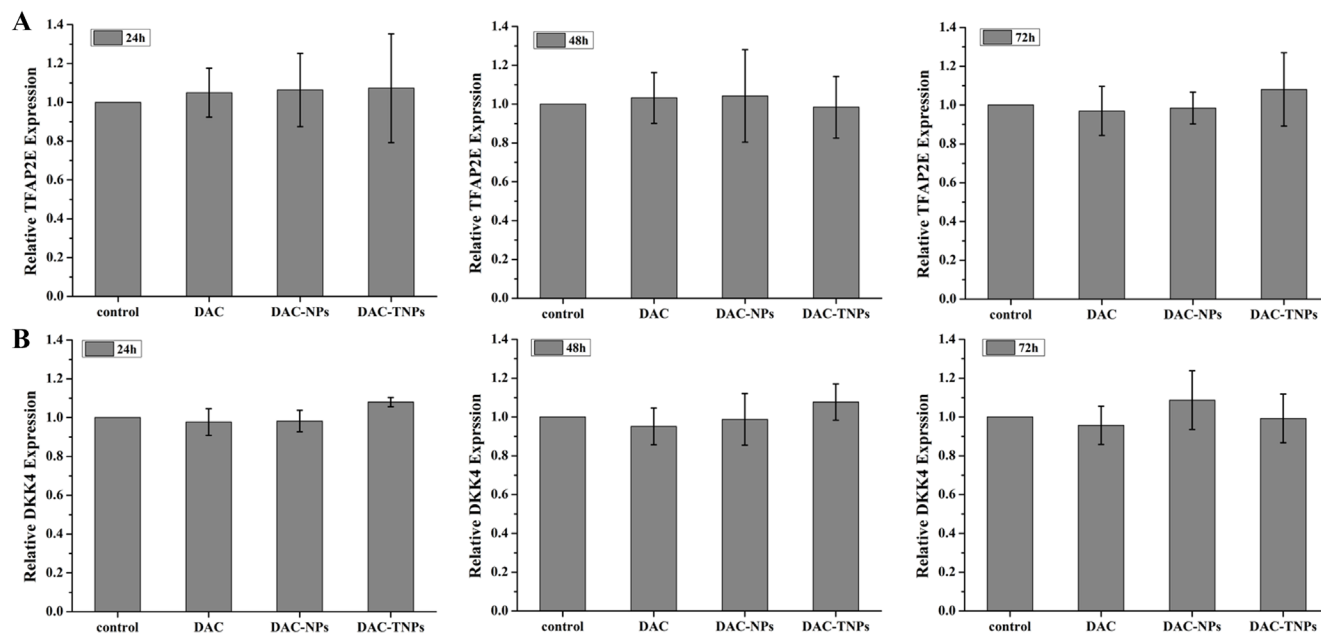 A
24h
Relative TFAP2E Expression
1.4
1.2
1.0
0.8
0.6
0.4
0.2
0.0
control DAC DAC-NPs DAC-TNPs
48h
Relative TFAP2E Exprssion
1.4
1.2
1.0
0.8
0.6
0.4
0.2
0.0
control DAC DAC-NPs DAC-TNPs
72h
Relative TFAP2E Expression
1.4
1.2
1.0
0.8
0.6
0.4
0.2
0.0
control DAC DAC-NPs DAC-TNPs
B
24h
Relative DKK4 Expression
1.4
1.2
1.0
0.8
0.6
0.4
0.2
0.0
control DAC DAC-NPs DAC-TNPs
48h
Relative DKK4 Exprssion
1.4
1.2
1.0
0.8
0.6
0.4
0.2
0.0
control DAC DAC-NPs DAC-TNPs
72h
Relative DKK4 Exprssion
1.4
1.2
1.0
0.8
0.6
0.4
0.2
0.0
control DAC DAC-NPs DAC-TNPs